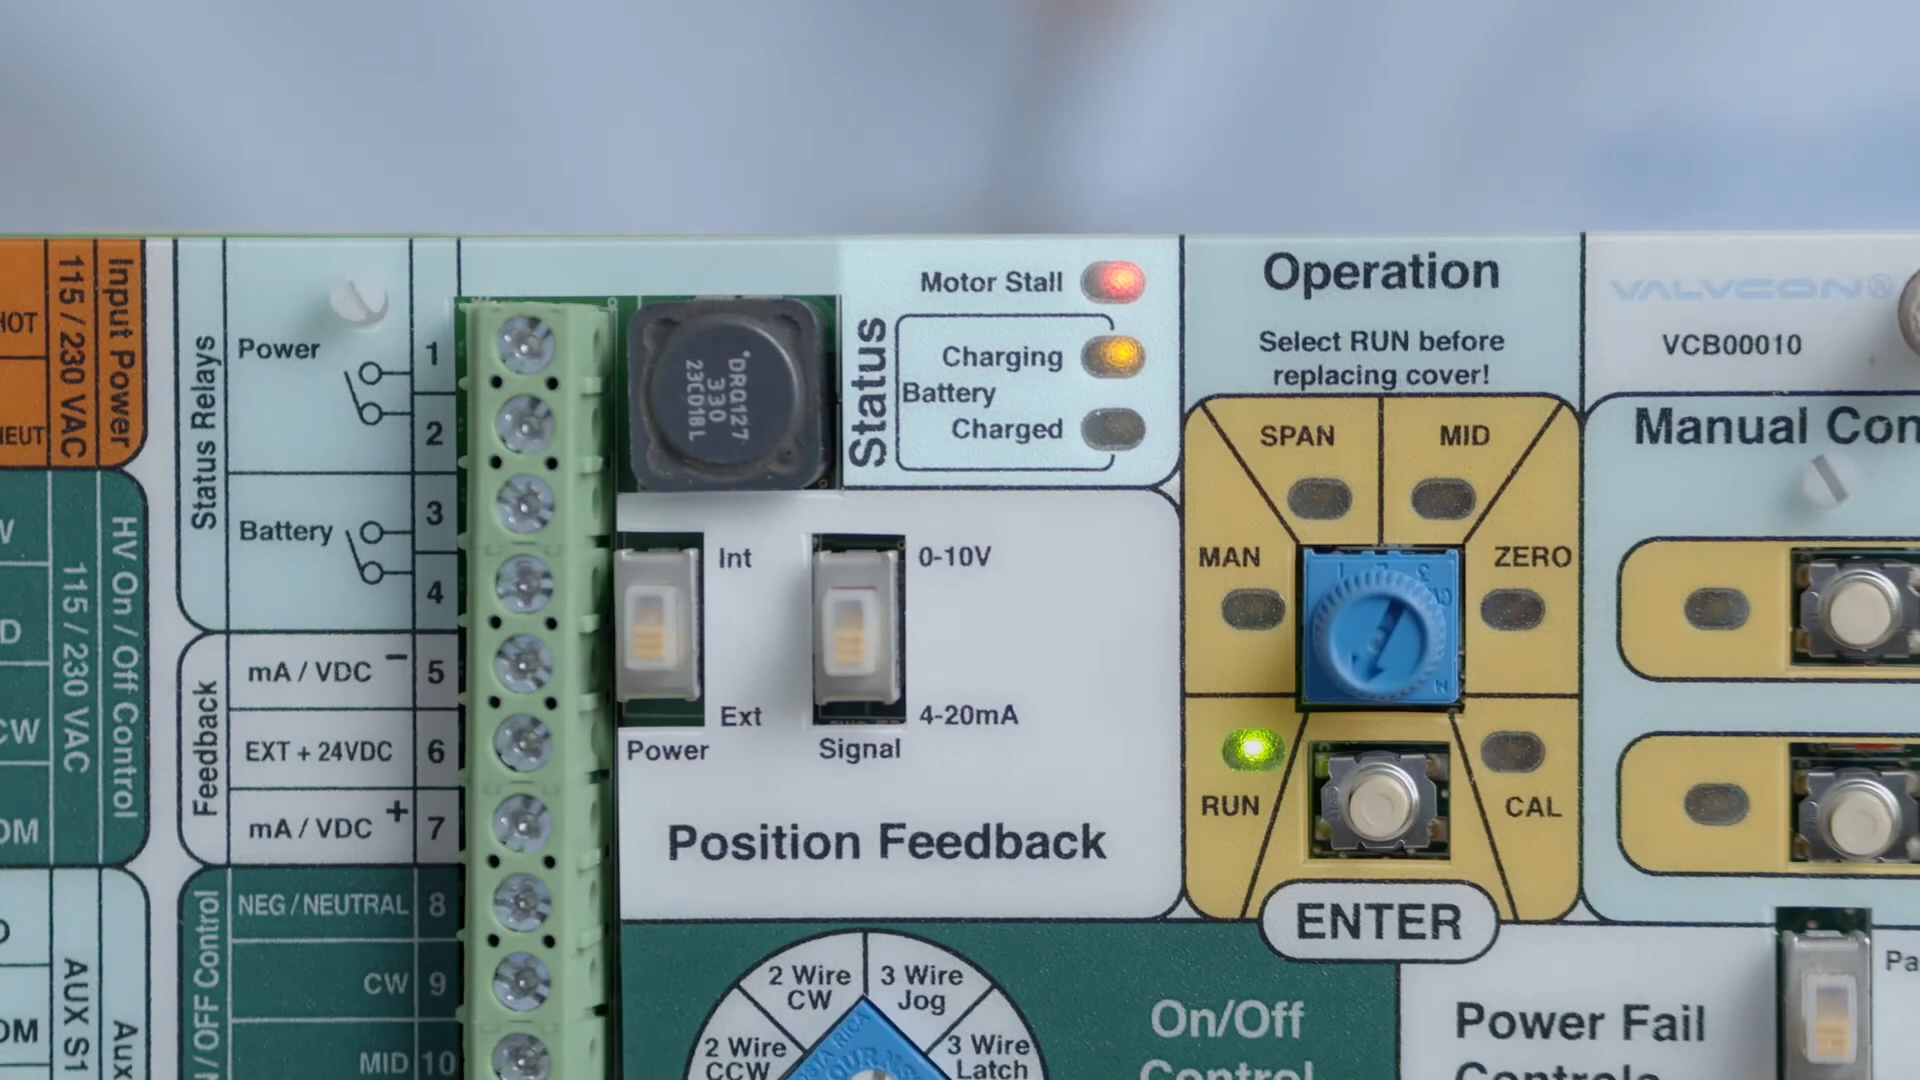 Input Power
115 / 230 VAC
HOT
NEUT
HV On / Off Control
115 / 230 VAC
CW
AUX S1
Status Relays
Power
1
2
Battery
3
4
Feedback
mA / VDC −
5
EXT + 24VDC
6
mA / VDC +
7
NEG / NEUTRAL
8
CW
9
MID
10
DRQ127
330
Status
Motor Stall
Charging
Battery
Charged
Int
Ext
Power
0-10V
4-20mA
Signal
Position Feedback
Operation
Select RUN before
replacing cover!
SPAN
MID
MAN
ZERO
RUN
CAL
ENTER
VALVCON®
VCB00010
Manual Con
2 Wire
CW
3 Wire
Jog
2 Wire
CCW
3 Wire
Latch
On/Off
Control
Power Fail
Controls
Pa